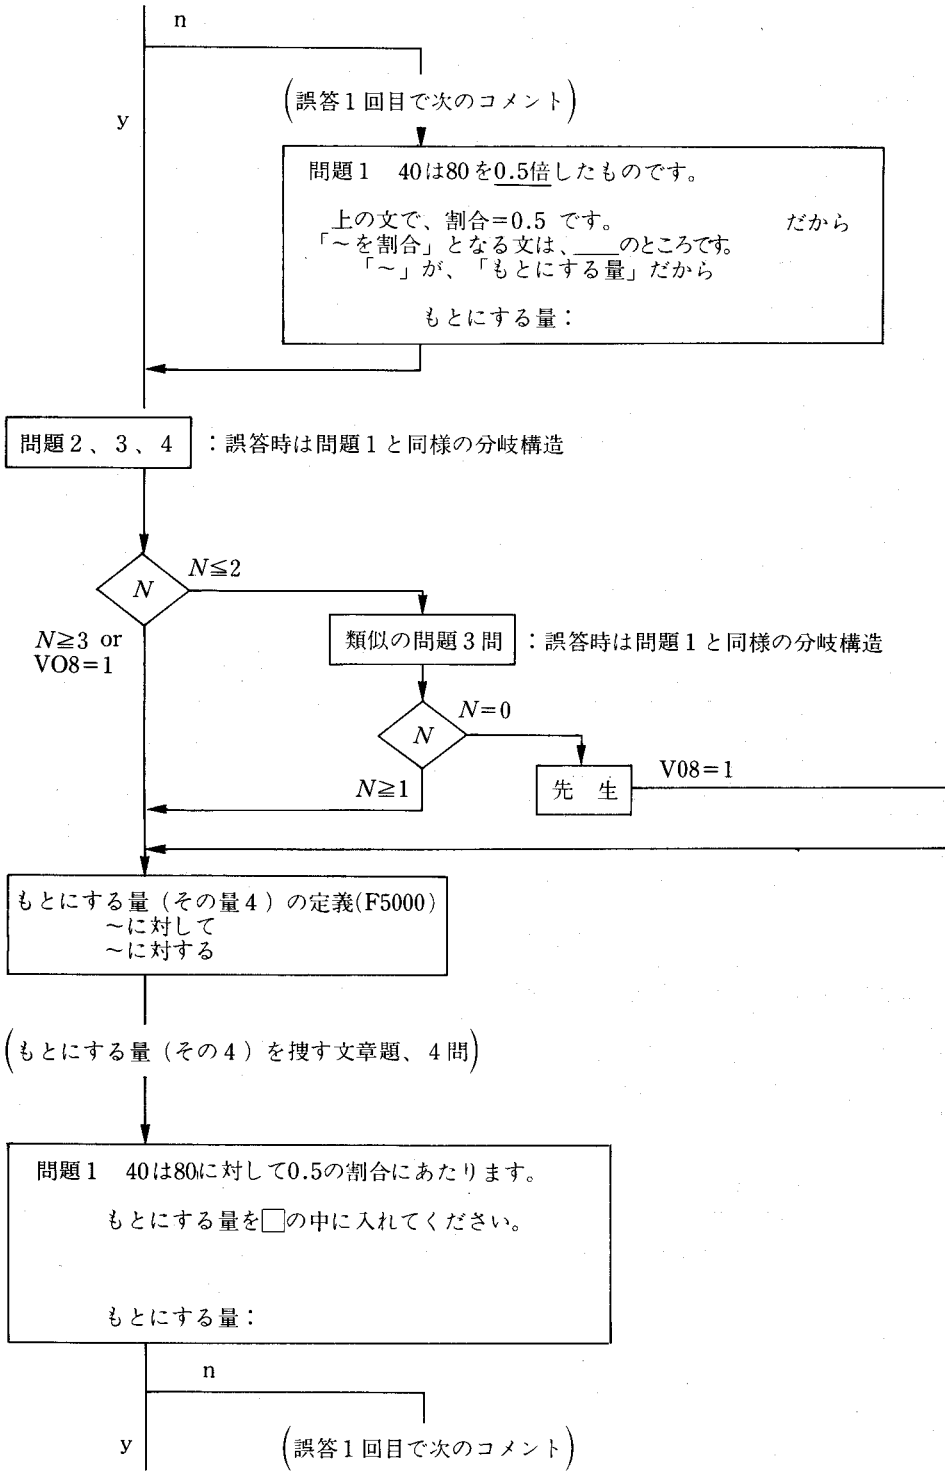 n
(誤答1回目で次のコメント)
y
問題1 40は80を0.5倍したものです。
上の文で、割合=0.5 です。 だから
「~を割合」となる文は、___のところです。
「~」が、「もとにする量」だから
もとにする量:
問題2、3、4 :誤答時は問題1と同様の分岐構造
N
N≦2
N≧3 or
VO8=1
類似の問題3問 :誤答時は問題1と同様の分岐構造
N
N=0
N≧1
先 生
V08=1
もとにする量(その量4)の定義(F5000)
~に対して
~に対する
(もとにする量(その4)を捜す文章題、4問)
問題1 40は80に対して0.5の割合にあたります。
もとにする量を□の中に入れてください。
もとにする量:
n
y
(誤答1回目で次のコメント)